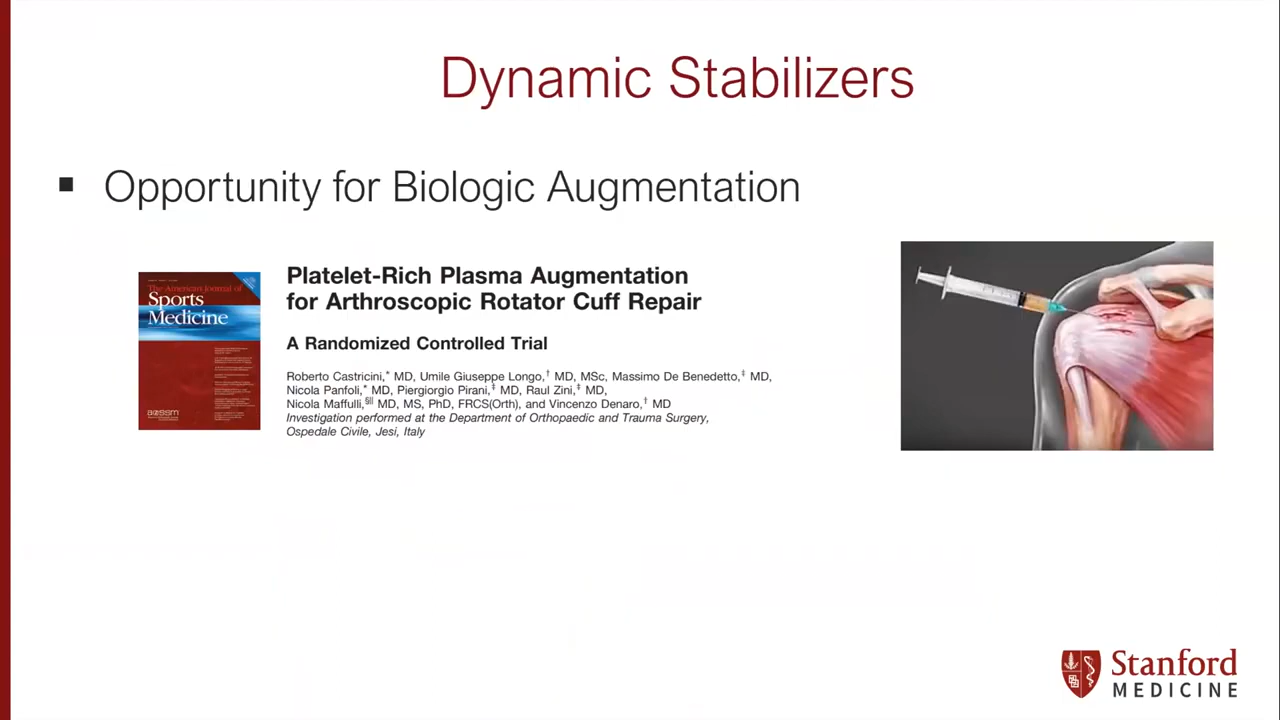 Dynamic Stabilizers
▪ Opportunity for Biologic Augmentation
The American Journal of
Sports
Medicine
Platelet-Rich Plasma Augmentation
for Arthroscopic Rotator Cuff Repair
A Randomized Controlled Trial
Roberto Castricini,* MD, Umile Giuseppe Longo,† MD, MSc, Massimo De Benedetto,‡ MD,
Nicola Panfoli,* MD, Piergiorgio Pirani,‡ MD, Raul Zini,‡ MD,
Nicola Maffulli,§|| MD, MS, PhD, FRCS(Orth), and Vincenzo Denaro,† MD
Investigation performed at the Department of Orthopaedic and Trauma Surgery,
Ospedale Civile, Jesi, Italy
Stanford
MEDICINE